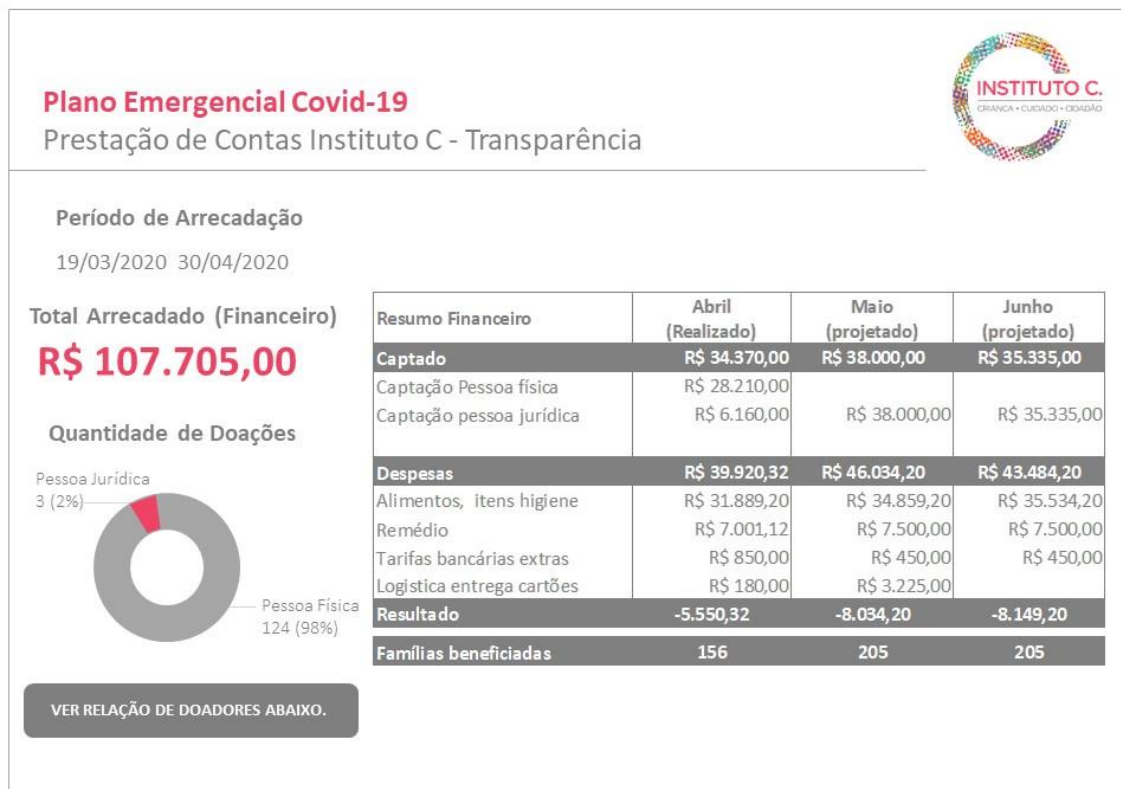 Plano Emergencial Covid-19
Prestação de Contas Instituto C - Transparência
INSTITUTO C.
CRIANÇA • CUIDADO • CIDADÃO
Período de Arrecadação
19/03/2020 30/04/2020
Total Arrecadado (Financeiro)
R$ 107.705,00
Quantidade de Doações
Pessoa Jurídica
3 (2%)
Pessoa Física
124 (98%)
VER RELAÇÃO DE DOADORES ABAIXO.
Resumo Financeiro Abril (Realizado) Maio (projetado) Junho (projetado)
Captado R$ 34.370,00 R$ 38.000,00 R$ 35.335,00
Captação Pessoa física R$ 28.210,00
Captação pessoa jurídica R$ 6.160,00 R$ 38.000,00 R$ 35.335,00
Despesas R$ 39.920,32 R$ 46.034,20 R$ 43.484,20
Alimentos, itens higiene R$ 31.889,20 R$ 34.859,20 R$ 35.534,20
Remédio R$ 7.001,12 R$ 7.500,00 R$ 7.500,00
Tarifas bancárias extras R$ 850,00 R$ 450,00 R$ 450,00
Logistica entrega cartões R$ 180,00 R$ 3.225,00
Resultado -5.550,32 -8.034,20 -8.149,20
Famílias beneficiadas 156 205 205